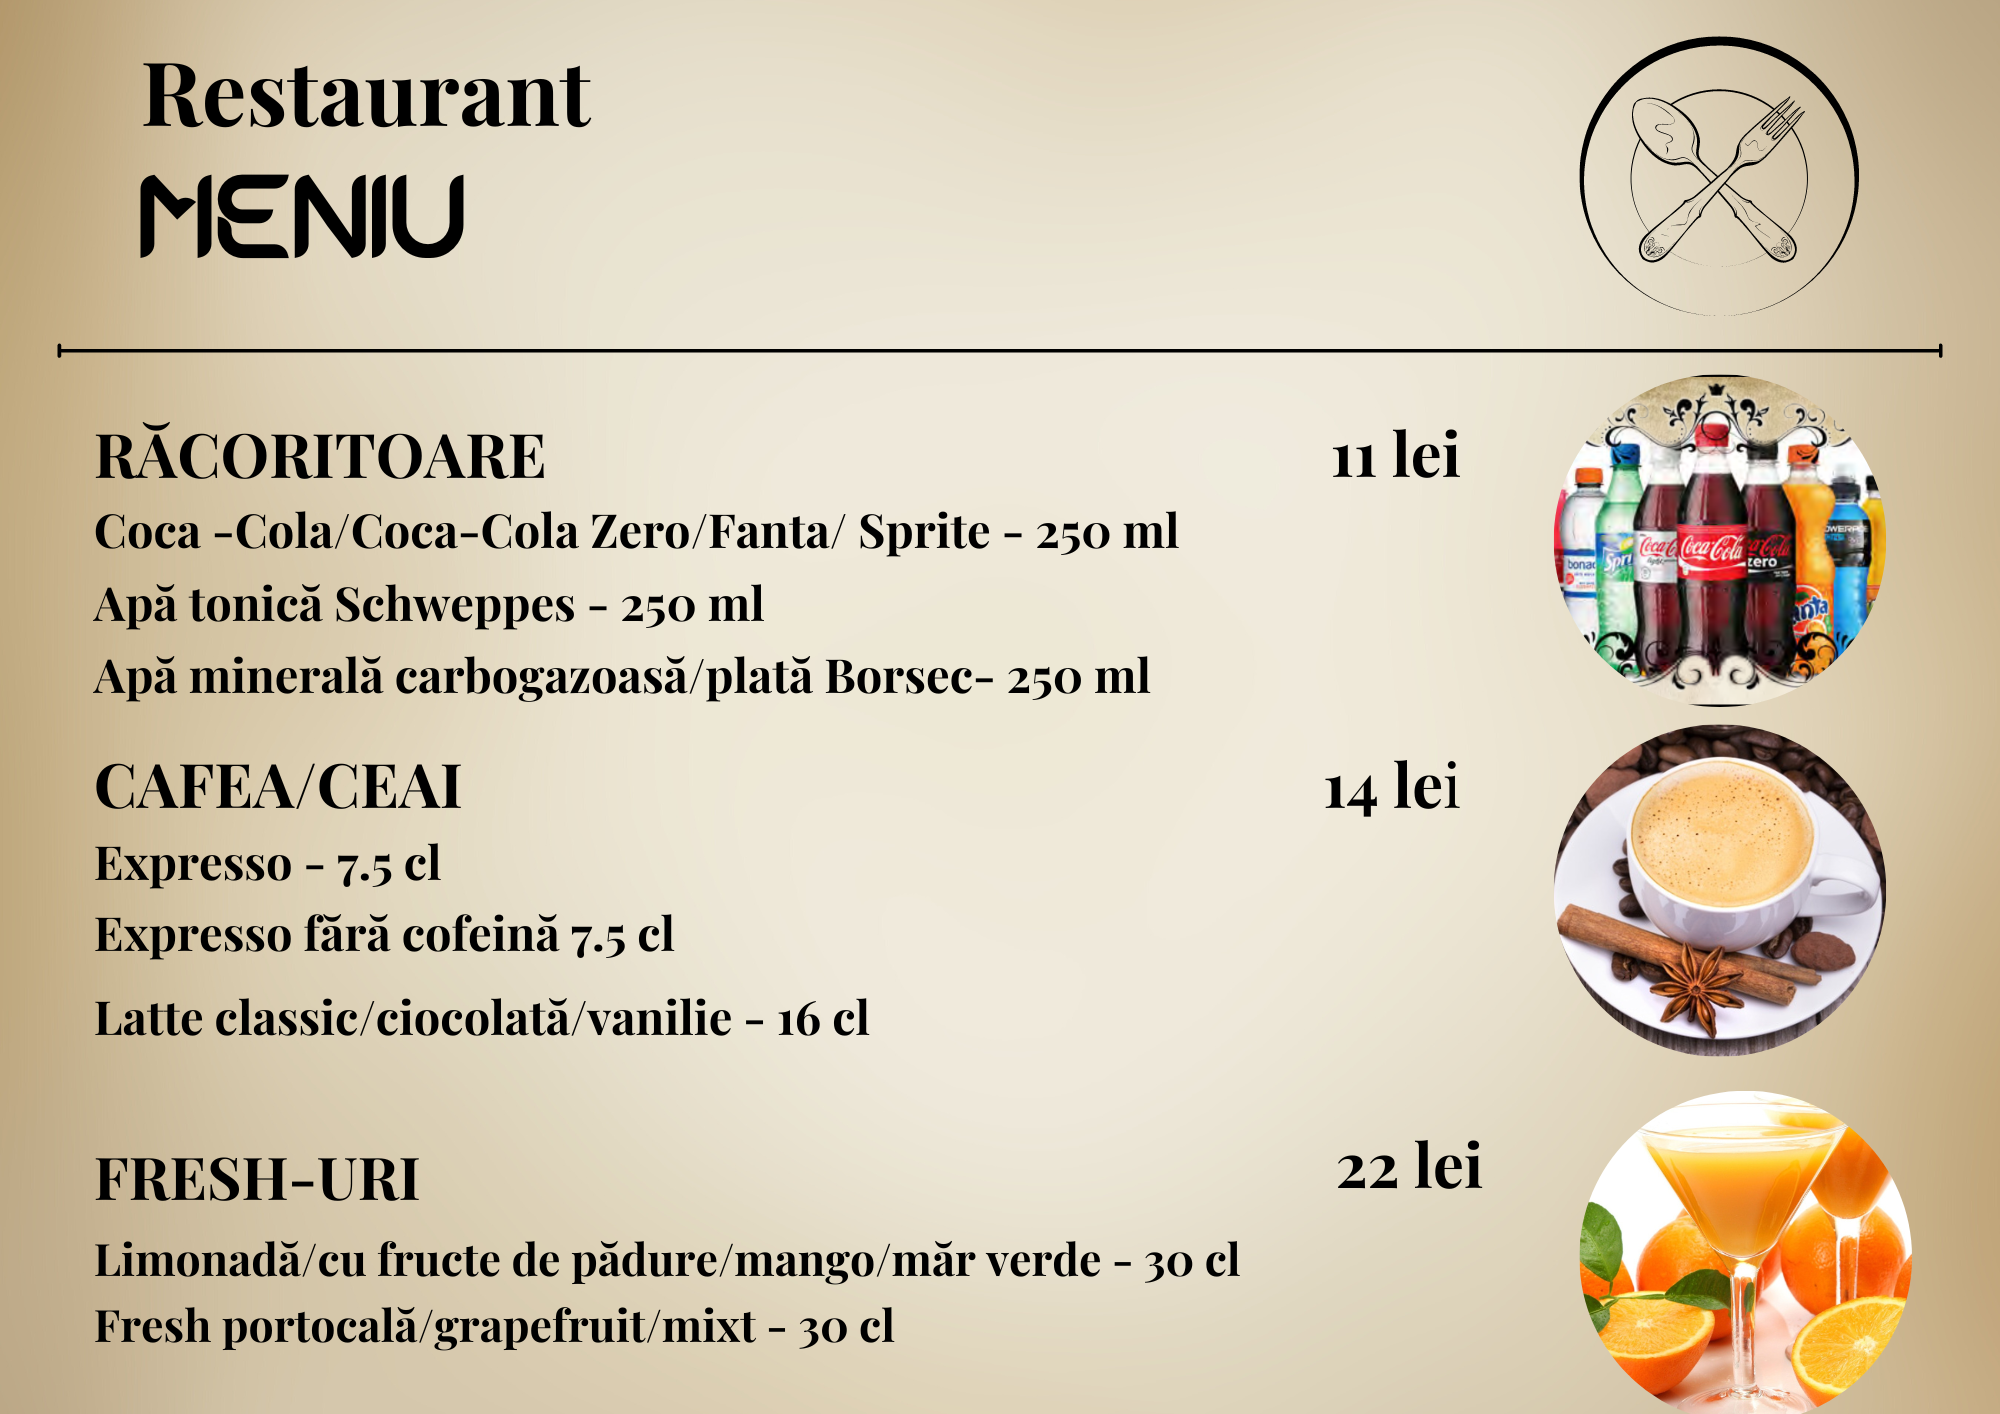 Restaurant
MENIU
RĂCORITOARE 11 lei
Coca -Cola/Coca-Cola Zero/Fanta/ Sprite - 250 ml
Apă tonică Schweppes - 250 ml
Apă minerală carbogazoasă/plată Borsec- 250 ml
CAFEA/CEAI 14 lei
Expresso - 7.5 cl
Expresso fără cofeină 7.5 cl
Latte classic/ciocolată/vanilie - 16 cl
FRESH-URI 22 lei
Limonadă/cu fructe de pădure/mango/măr verde - 30 cl
Fresh portocală/grapefruit/mixt - 30 cl
Coca-Cola
zero